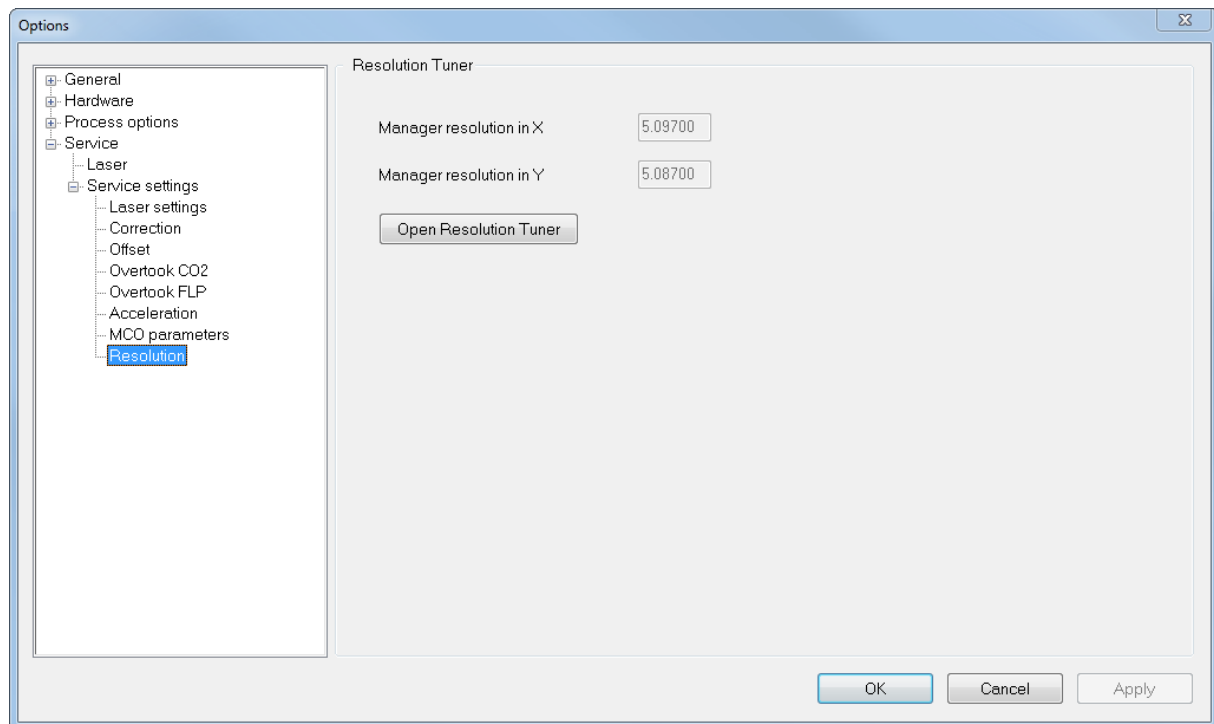 Options
General
Hardware
Process options
Service
Laser
Service settings
Laser settings
Correction
Offset
Overtook CO2
Overtook FLP
Acceleration
MCO parameters
Resolution
Resolution Tuner
Manager resolution in X 5.09700
Manager resolution in Y 5.08700
Open Resolution Tuner
OK Cancel Apply